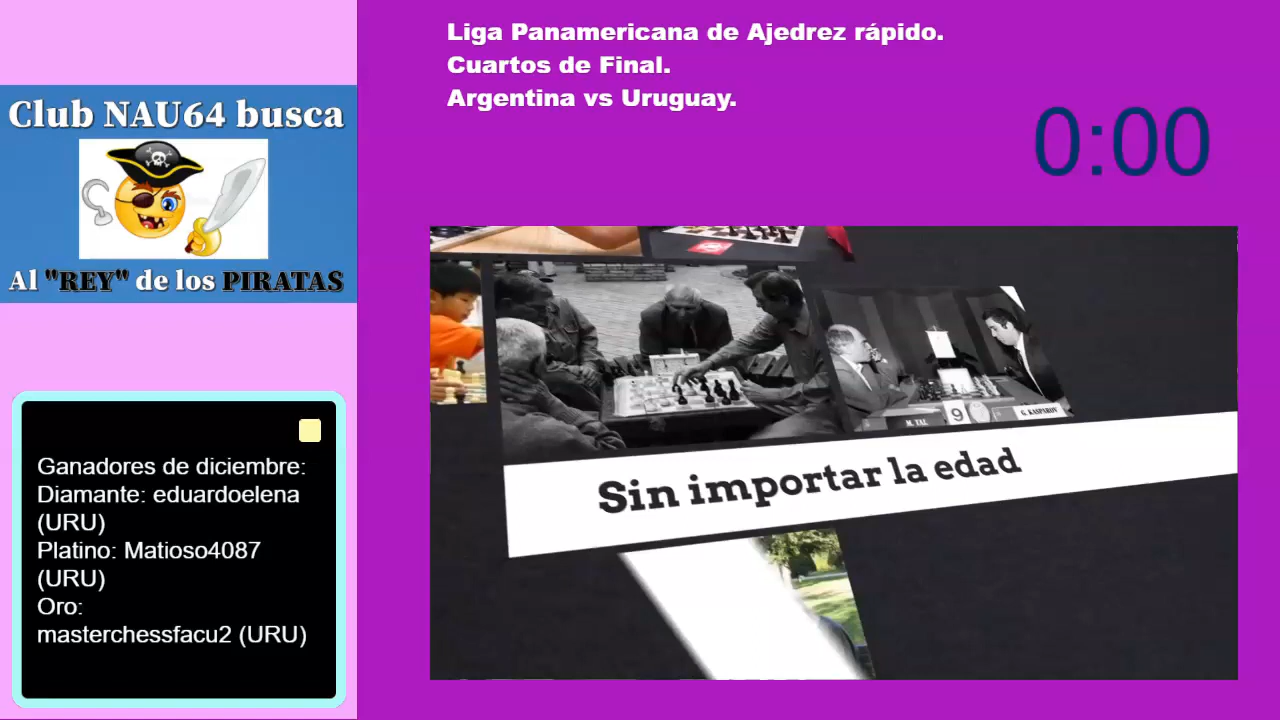 Liga Panamericana de Ajedrez rápido.
Cuartos de Final.
Argentina vs Uruguay.
0:00
Club NAU64 busca
Al "REY" de los PIRATAS
Ganadores de diciembre:
Diamante: eduardoelena
(URU)
Platino: Matioso4087
(URU)
Oro:
masterchessfacu2 (URU)
M. TAL
9
G. KASPAROV
Sin importar la edad